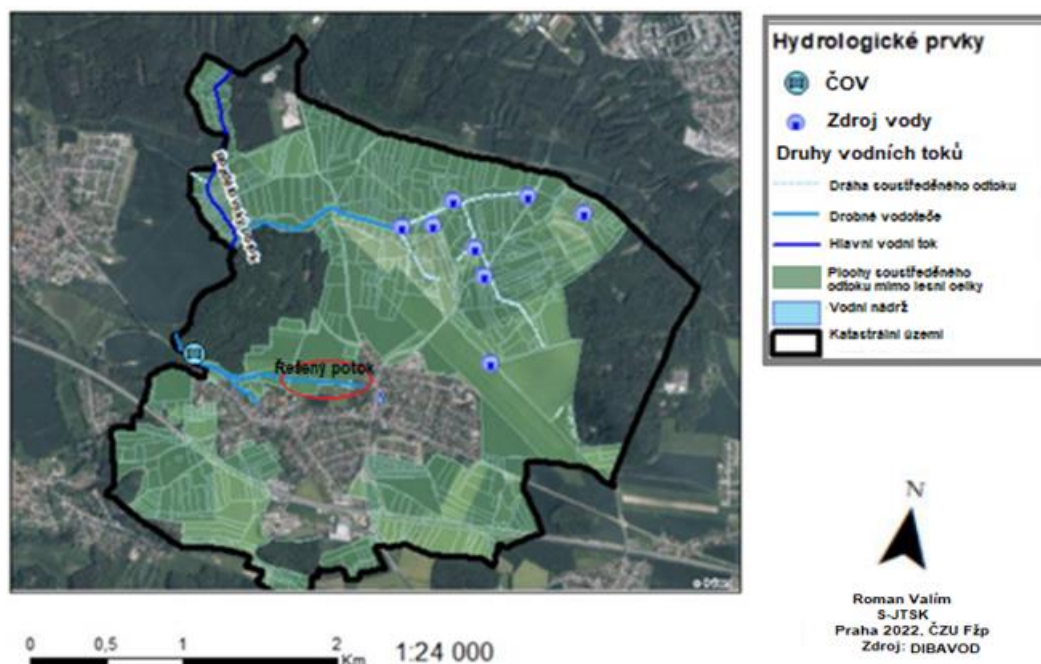 Řešený potok
Hydrologické prvky
ČOV
Zdroj vody
Druhy vodních toků
Dráha soustředěného odtoku
Drobné vodoteče
Hlavní vodní tok
Plochy soustředěného
odtoku mimo lesní celky
Vodní nádrž
Katastrální území
N
Roman Valím
S-JTSK
Praha 2022, ČZU Fžp
Zdroj: DIBAVOD
0 0,5 1 2
Km
1:24 000